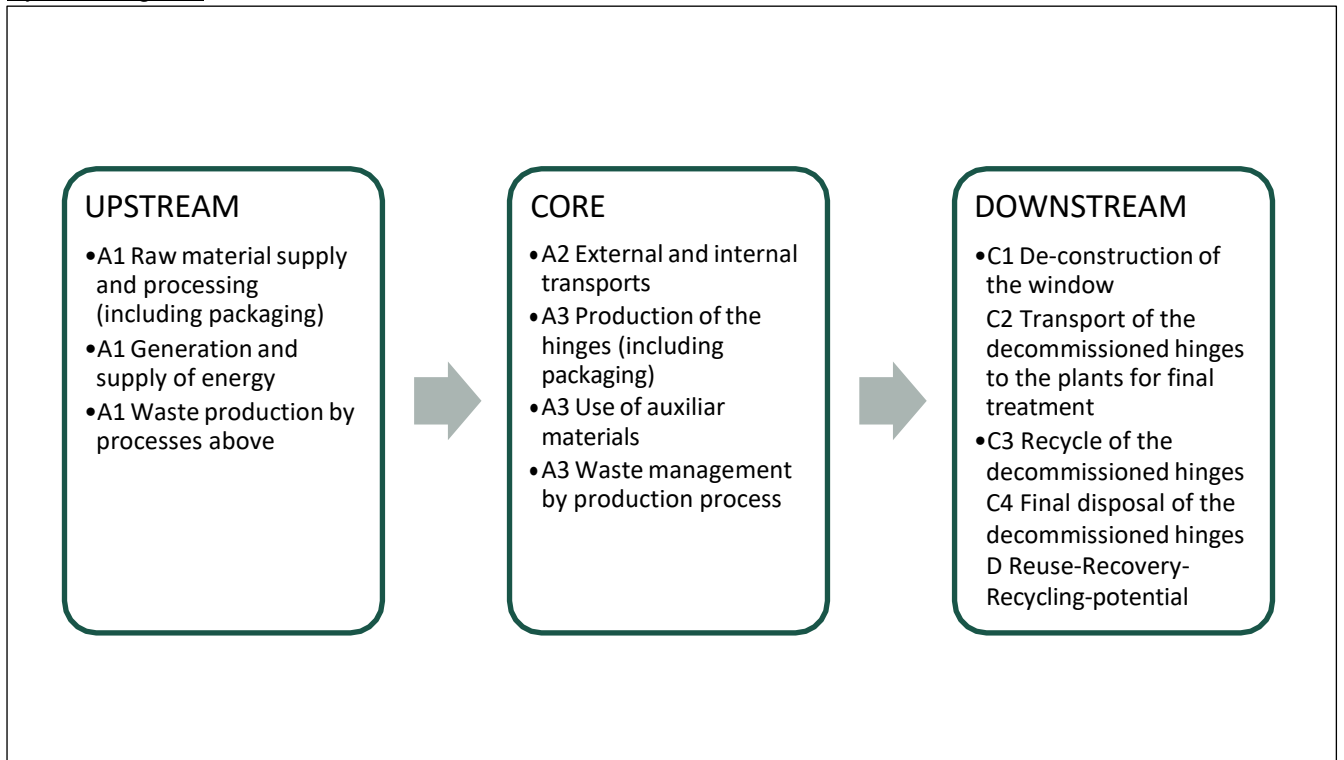 UPSTREAM
•A1 Raw material supply
and processing
(including packaging)
•A1 Generation and
supply of energy
•A1 Waste production by
processes above
CORE
•A2 External and internal
transports
•A3 Production of the
hinges (including
packaging)
•A3 Use of auxiliar
materials
•A3 Waste management
by production process
DOWNSTREAM
•C1 De-construction of
the window
C2 Transport of the
decommissioned hinges
to the plants for final
treatment
•C3 Recycle of the
decommissioned hinges
C4 Final disposal of the
decommissioned hinges
D Reuse-Recovery-
Recycling-potential